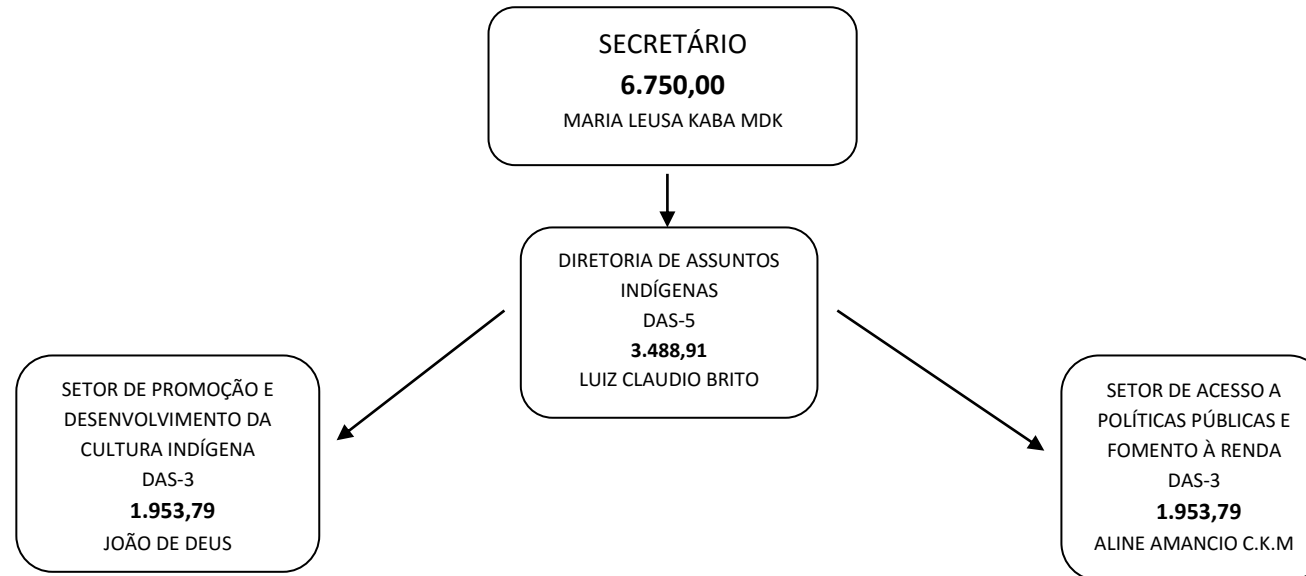 SECRETÁRIO
6.750,00
MARIA LEUSA KABA MDK
DIRETORIA DE ASSUNTOS
INDÍGENAS
DAS-5
3.488,91
LUIZ CLAUDIO BRITO
SETOR DE PROMOÇÃO E
DESENVOLVIMENTO DA
CULTURA INDÍGENA
DAS-3
1.953,79
JOÃO DE DEUS
SETOR DE ACESSO A
POLÍTICAS PÚBLICAS E
FOMENTO À RENDA
DAS-3
1.953,79
ALINE AMANCIO C.K.M